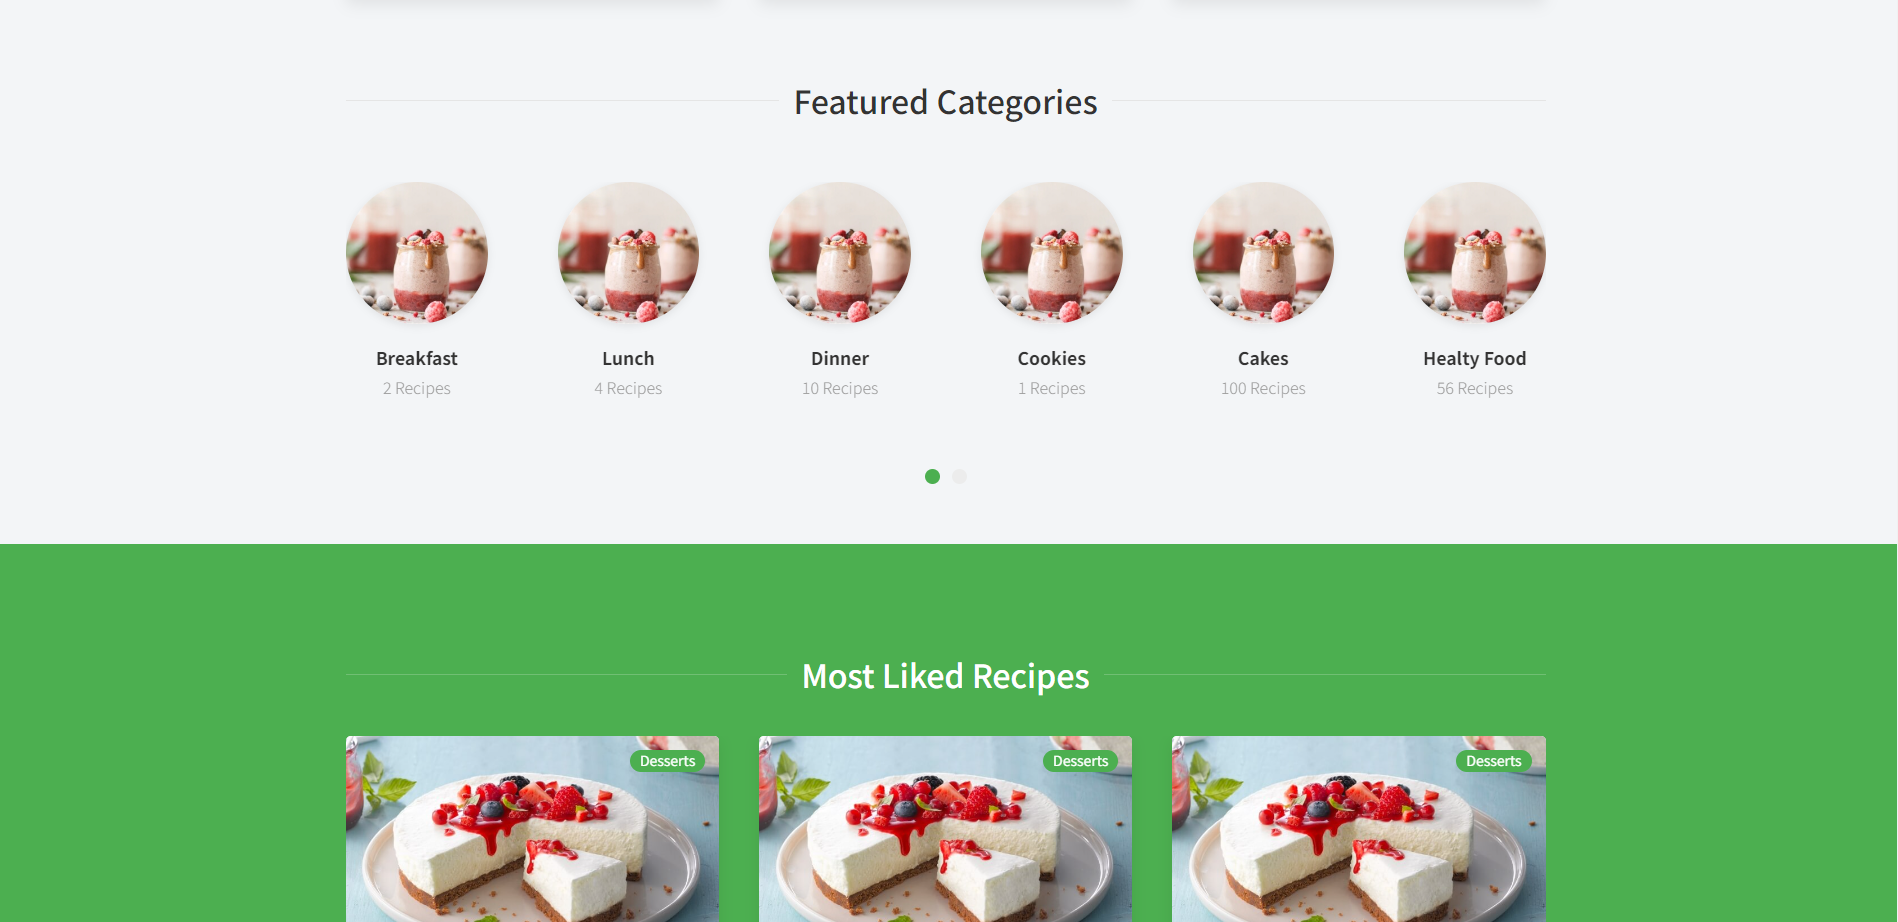 Featured Categories
Breakfast
2 Recipes
Lunch
4 Recipes
Dinner
10 Recipes
Cookies
1 Recipes
Cakes
100 Recipes
Healty Food
56 Recipes
Most Liked Recipes
Desserts
Desserts
Desserts